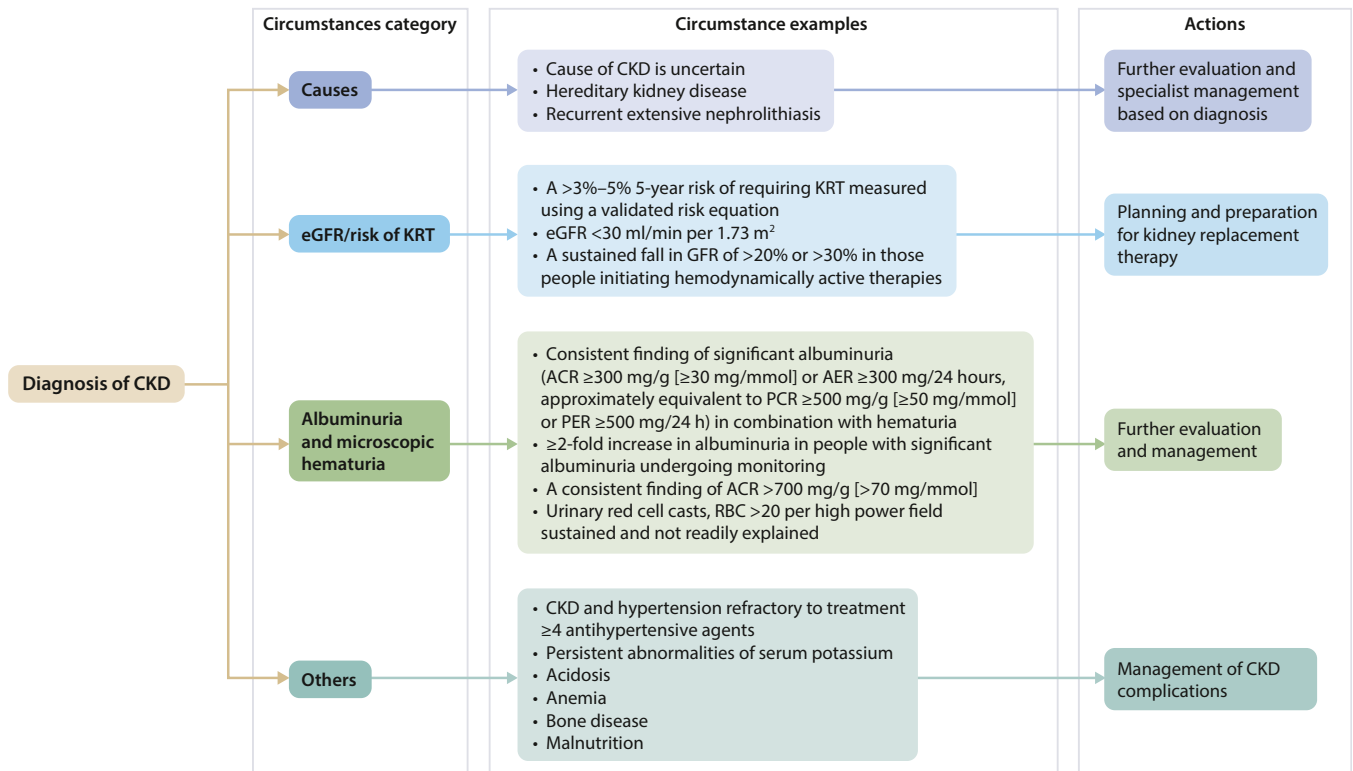 Circumstances category
Circumstance examples
Actions
Diagnosis of CKD
Causes
• Cause of CKD is uncertain
• Hereditary kidney disease
• Recurrent extensive nephrolithiasis
Further evaluation and
specialist management
based on diagnosis
eGFR/risk of KRT
• A >3%–5% 5-year risk of requiring KRT measured
using a validated risk equation
• eGFR <30 ml/min per 1.73 m²
• A sustained fall in GFR of >20% or >30% in those
people initiating hemodynamically active therapies
Planning and preparation
for kidney replacement
therapy
Albuminuria
and microscopic
hematuria
• Consistent finding of significant albuminuria
(ACR ≥300 mg/g [≥30 mg/mmol] or AER ≥300 mg/24 hours,
approximately equivalent to PCR ≥500 mg/g [≥50 mg/mmol]
or PER ≥500 mg/24 h) in combination with hematuria
• ≥2-fold increase in albuminuria in people with significant
albuminuria undergoing monitoring
• A consistent finding of ACR >700 mg/g [>70 mg/mmol]
• Urinary red cell casts, RBC >20 per high power field
sustained and not readily explained
Further evaluation
and management
Others
• CKD and hypertension refractory to treatment
≥4 antihypertensive agents
• Persistent abnormalities of serum potassium
• Acidosis
• Anemia
• Bone disease
• Malnutrition
Management of CKD
complications